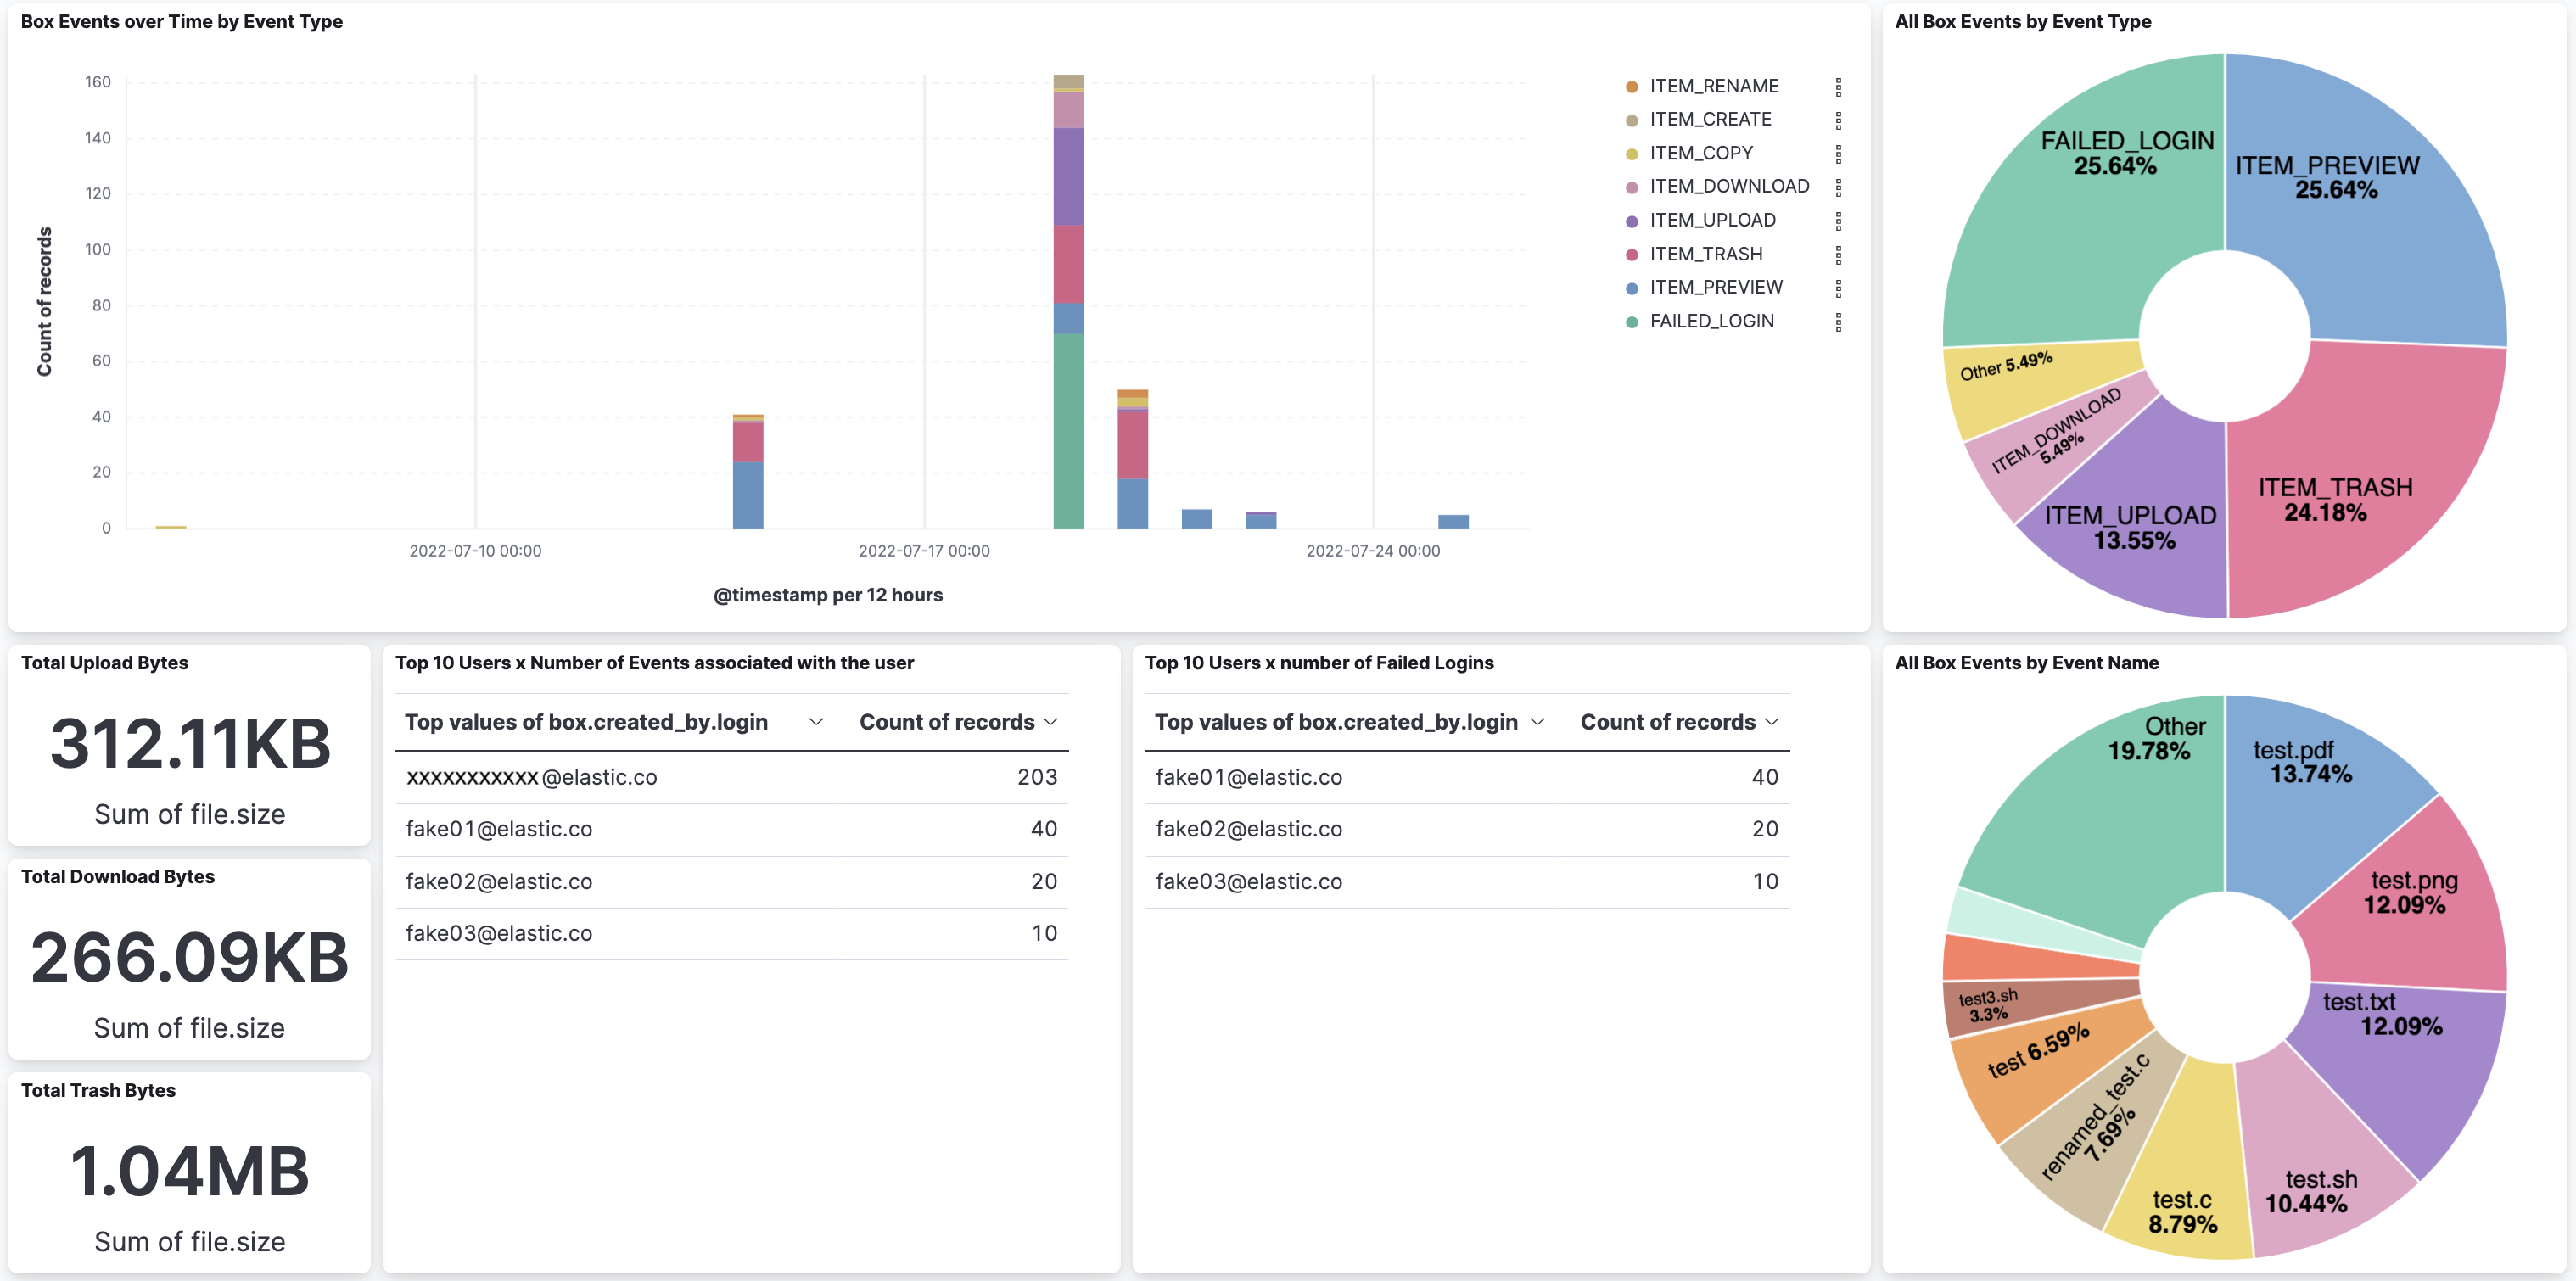 Box Events over Time by Event Type
160
140
120
100
80
60
40
20
0
Count of records
2022-07-10 00:00
2022-07-17 00:00
2022-07-24 00:00
@timestamp per 12 hours
ITEM_RENAME
ITEM_CREATE
ITEM_COPY
ITEM_DOWNLOAD
ITEM_UPLOAD
ITEM_TRASH
ITEM_PREVIEW
FAILED_LOGIN
All Box Events by Event Type
FAILED_LOGIN
25.64%
ITEM_PREVIEW
25.64%
Other 5.49%
ITEM_DOWNLOAD
5.49%
ITEM_UPLOAD
13.55%
ITEM_TRASH
24.18%
Total Upload Bytes
312.11KB
Sum of file.size
Total Download Bytes
266.09KB
Sum of file.size
Total Trash Bytes
1.04MB
Sum of file.size
Top 10 Users x Number of Events associated with the user
Top values of box.created_by.login Count of records
xxxxxxxxxxx@elastic.co 203
fake01@elastic.co 40
fake02@elastic.co 20
fake03@elastic.co 10
Top 10 Users x number of Failed Logins
Top values of box.created_by.login Count of records
fake01@elastic.co 40
fake02@elastic.co 20
fake03@elastic.co 10
All Box Events by Event Name
Other
19.78%
test.pdf
13.74%
test.png
12.09%
test.txt
12.09%
test3.sh
3.3%
test 6.59%
renamed_test.c
7.69%
test.c
8.79%
test.sh
10.44%